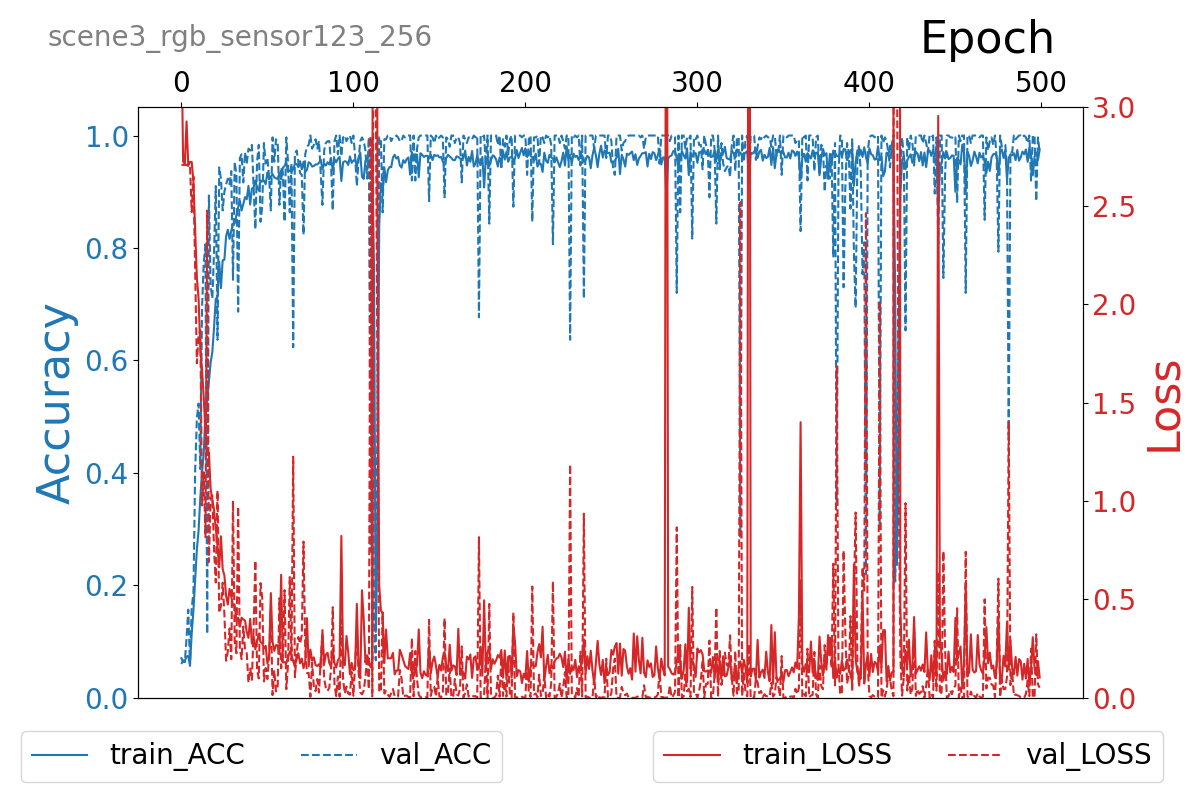 scene3_rgb_sensor123_256
Epoch
0 100 200 300 400 500
1.0 0.8 0.6 0.4 0.2 0.0
Accuracy
3.0 2.5 2.0 1.5 1.0 0.5 0.0
Loss
train_ACC val_ACC
train_LOSS val_LOSS